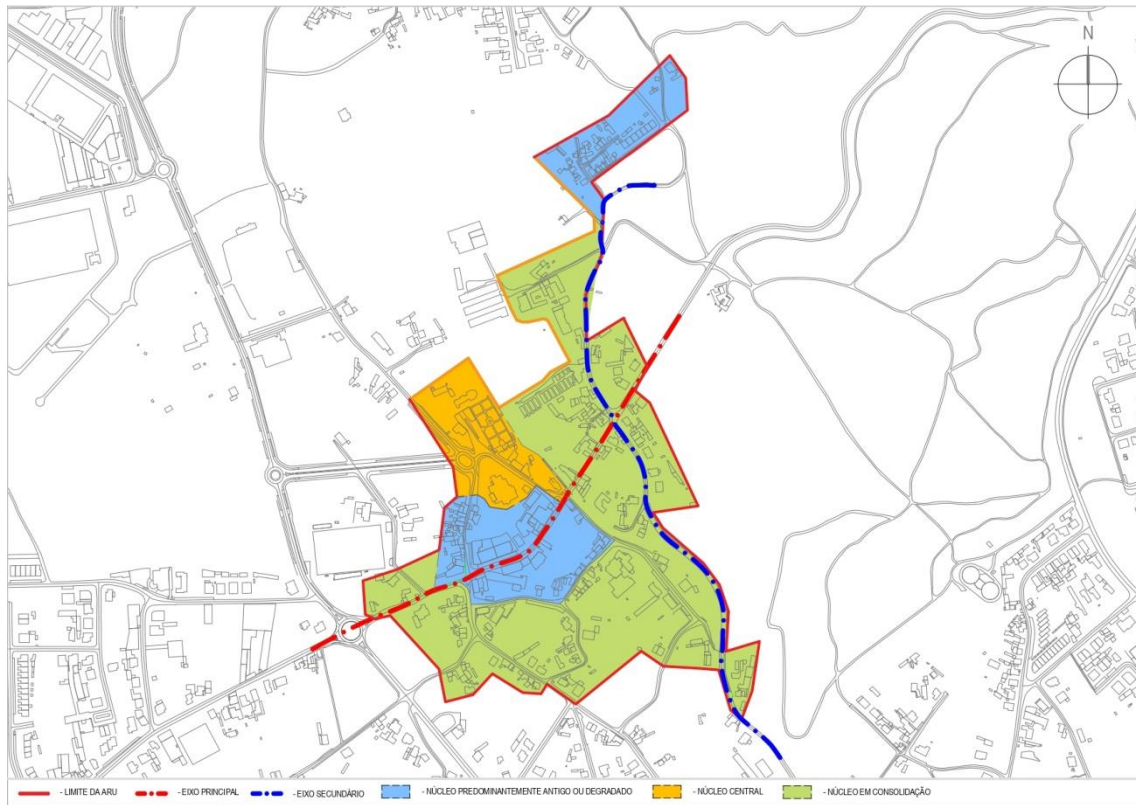 N
- LIMITE DA ARU - EIXO PRINCIPAL - EIXO SECUNDÁRIO - NÚCLEO PREDOMINANTEMENTE ANTIGO OU DEGRADADO - NÚCLEO CENTRAL - NÚCLEO EM CONSOLIDAÇÃO